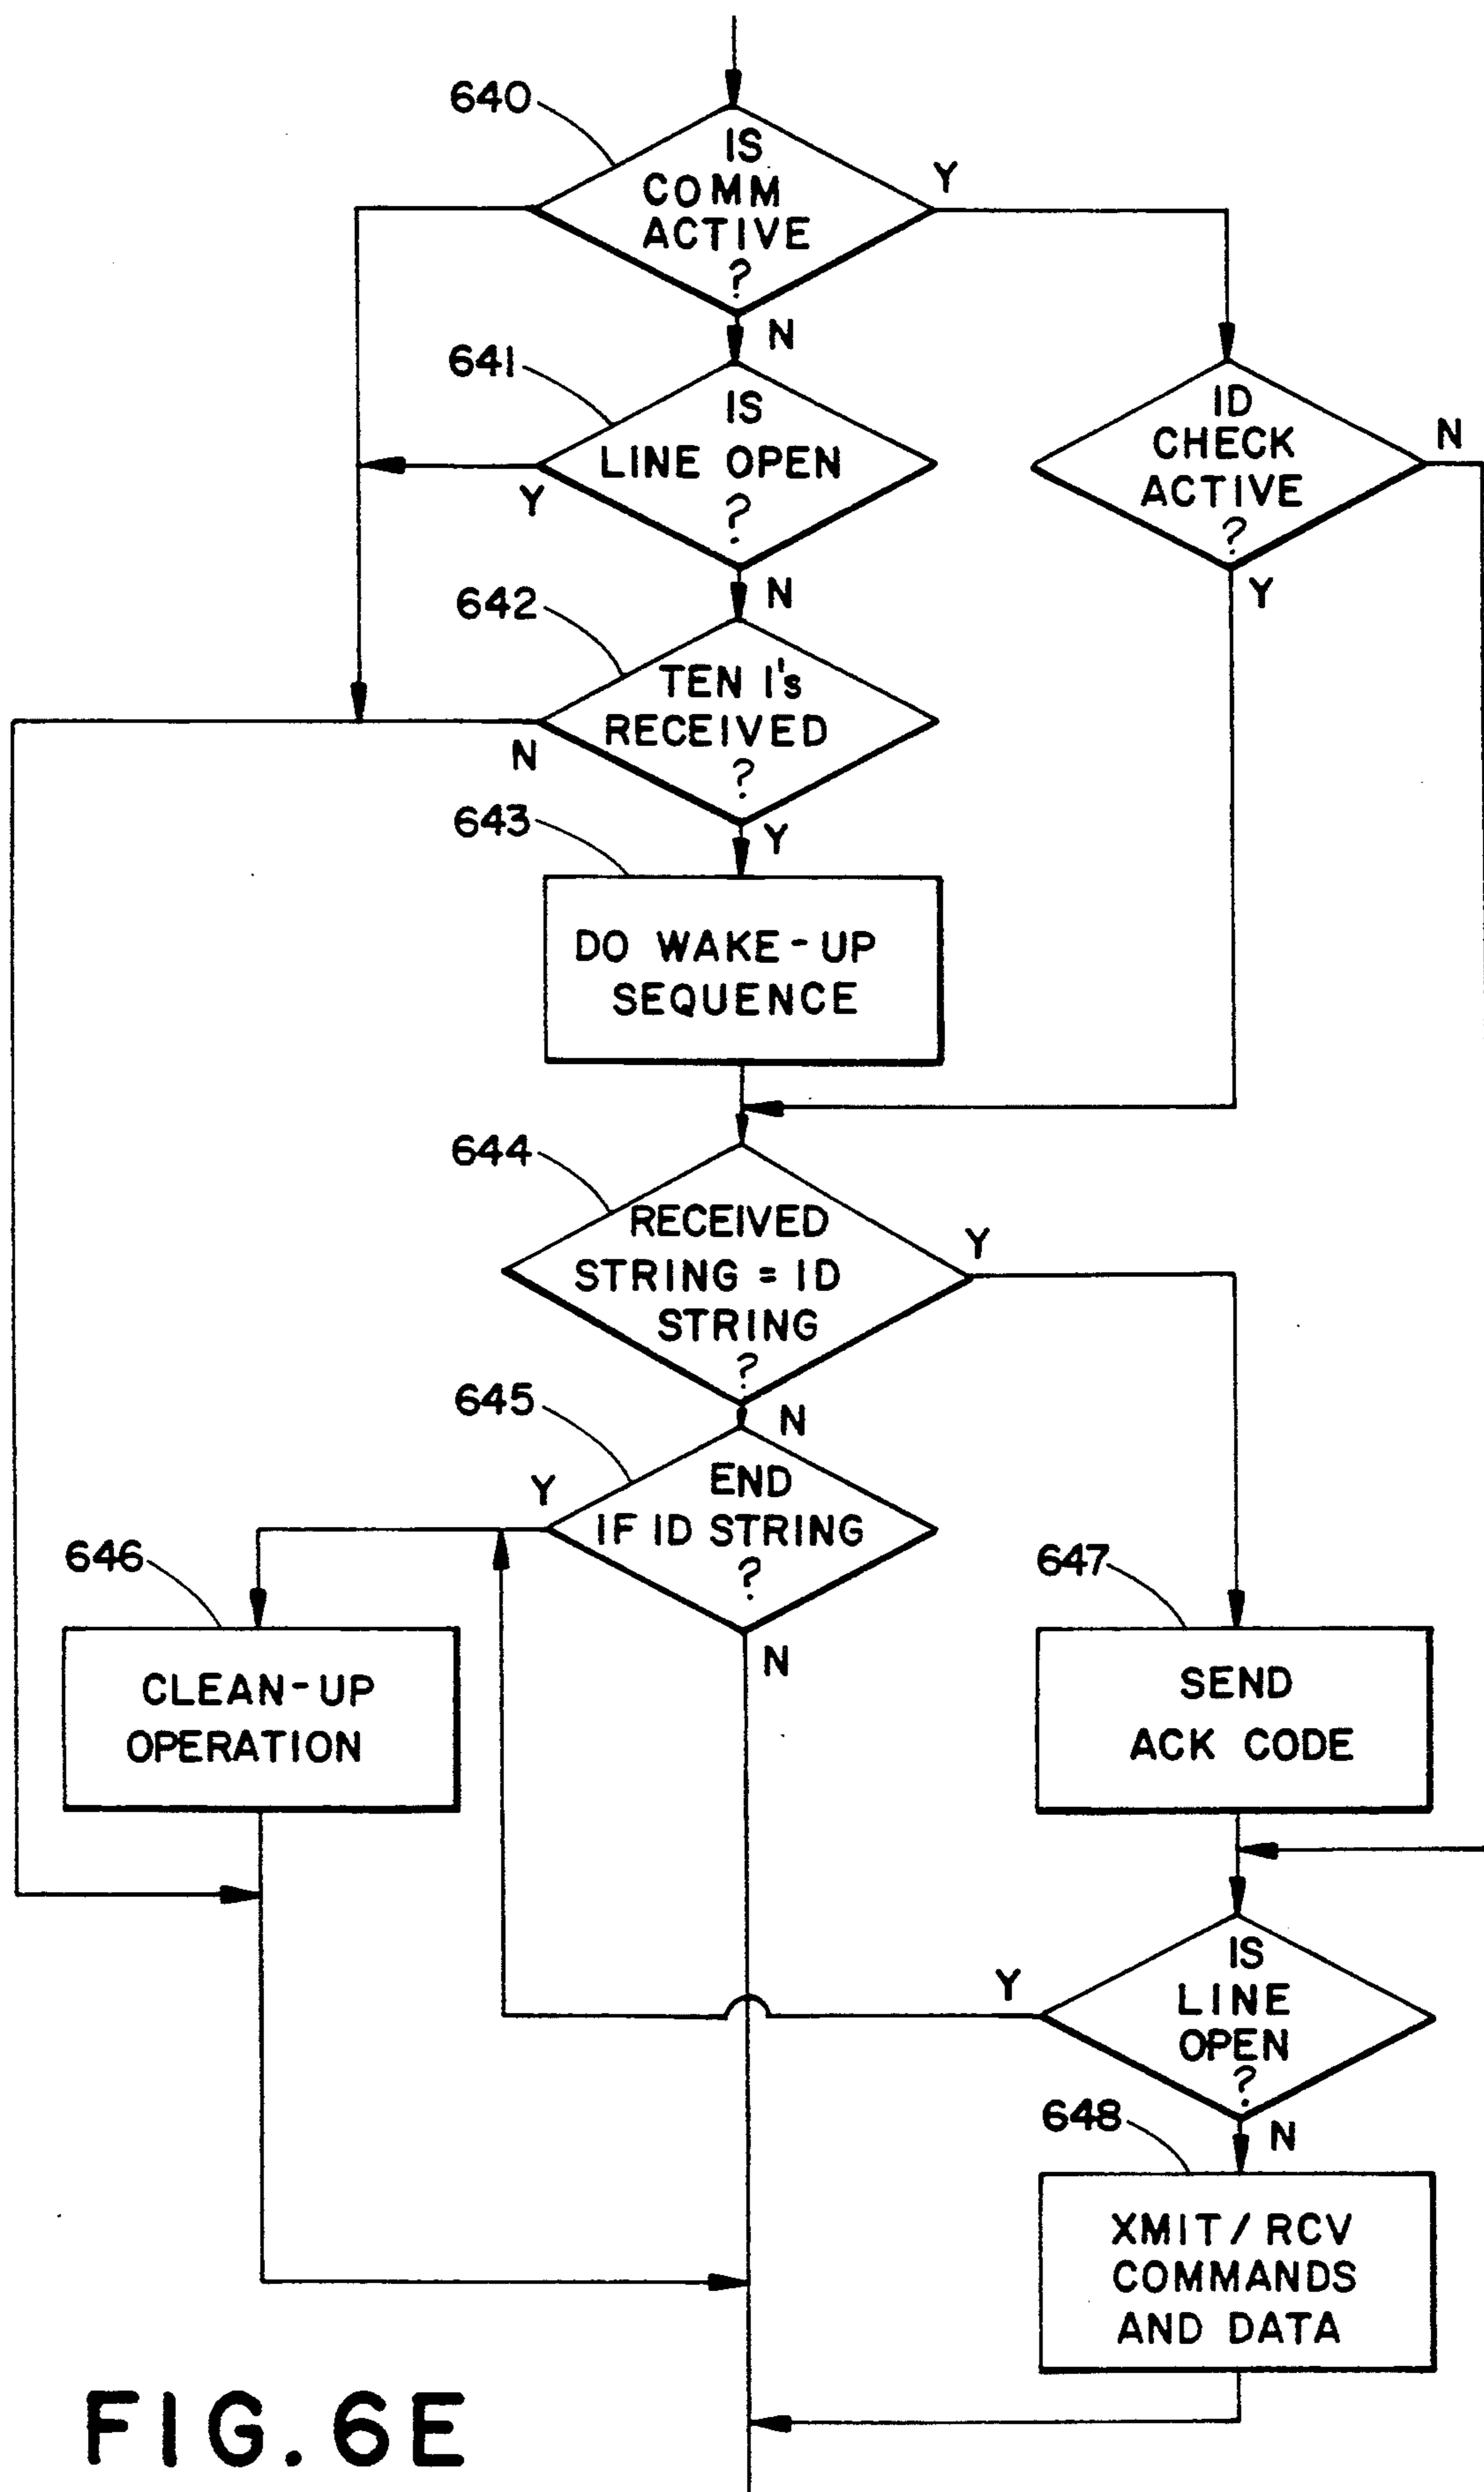 640
IS
COMM
ACTIVE
?
Y
N
641
IS
LINE OPEN
?
Y
N
ID
CHECK
ACTIVE
?
N
Y
642
TEN 1's
RECEIVED
?
N
Y
643
DO WAKE-UP
SEQUENCE
644
RECEIVED
STRING = ID
STRING
?
Y
N
645
END
IF ID STRING
?
Y
N
646
CLEAN-UP
OPERATION
647
SEND
ACK CODE
IS
LINE
OPEN
?
Y
N
648
XMIT/RCV
COMMANDS
AND DATA
FIG. 6E